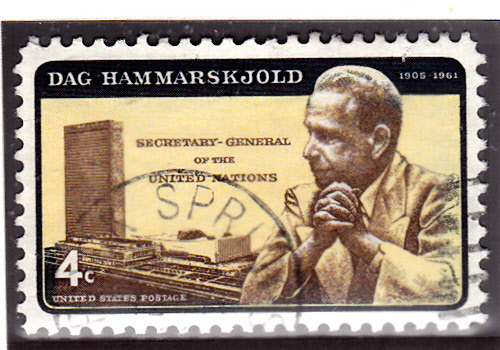 DAG HAMMARSKJOLD
1905-1961
SECRETARY-GENERAL
OF THE
UNITED NATIONS
SPR
4c
UNITED STATES POSTAGE